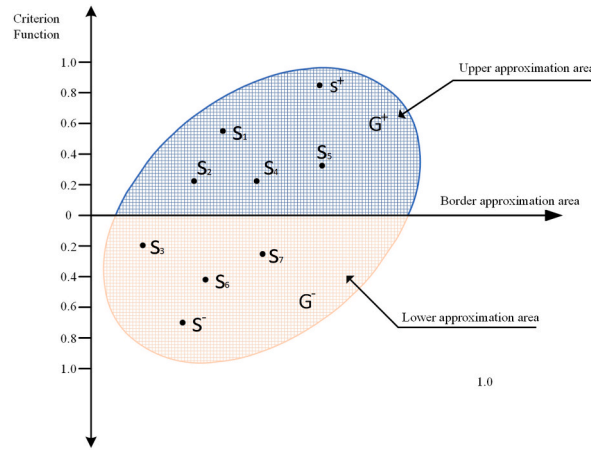 Criterion
Function
Upper approximation area
1.0
S⁺
0.8
G⁺
0.6
S₁
0.4
S₅
S₂
S₄
0.2
0
Border approximation area
0.2
S₃
S₇
0.4
S₆
G⁻
0.6
S⁻
Lower approximation area
0.8
1.0
1.0